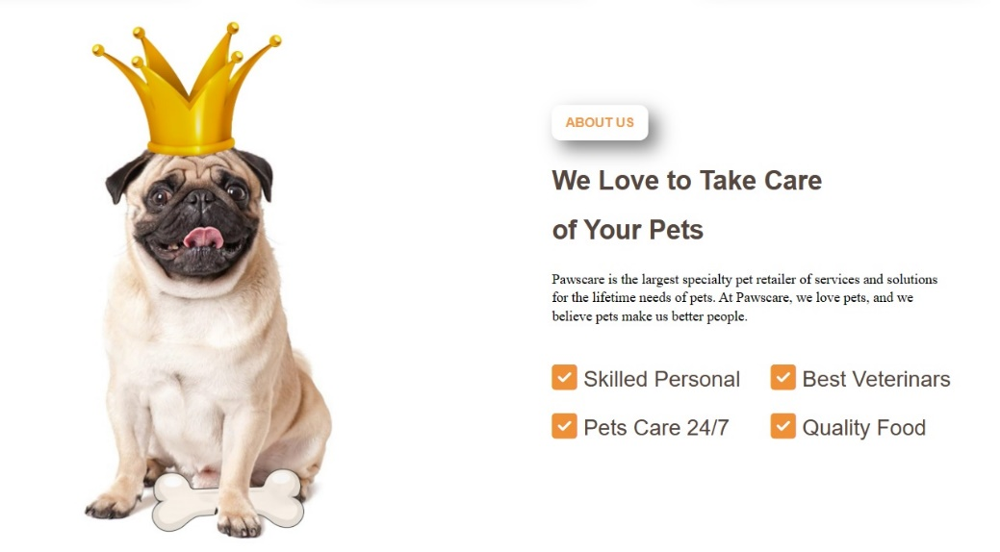 ABOUT US
We Love to Take Care
of Your Pets
Pawscare is the largest specialty pet retailer of services and solutions
for the lifetime needs of pets. At Pawscare, we love pets, and we
believe pets make us better people.
Skilled Personal
Best Veterinars
Pets Care 24/7
Quality Food